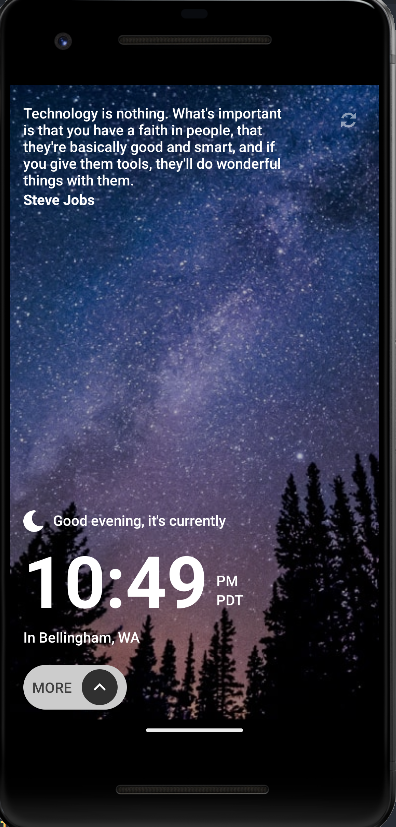 Technology is nothing. What's important
is that you have a faith in people, that
they're basically good and smart, and if
you give them tools, they'll do wonderful
things with them.
Steve Jobs
Good evening, it's currently
10:49 PM
PDT
In Bellingham, WA
MORE